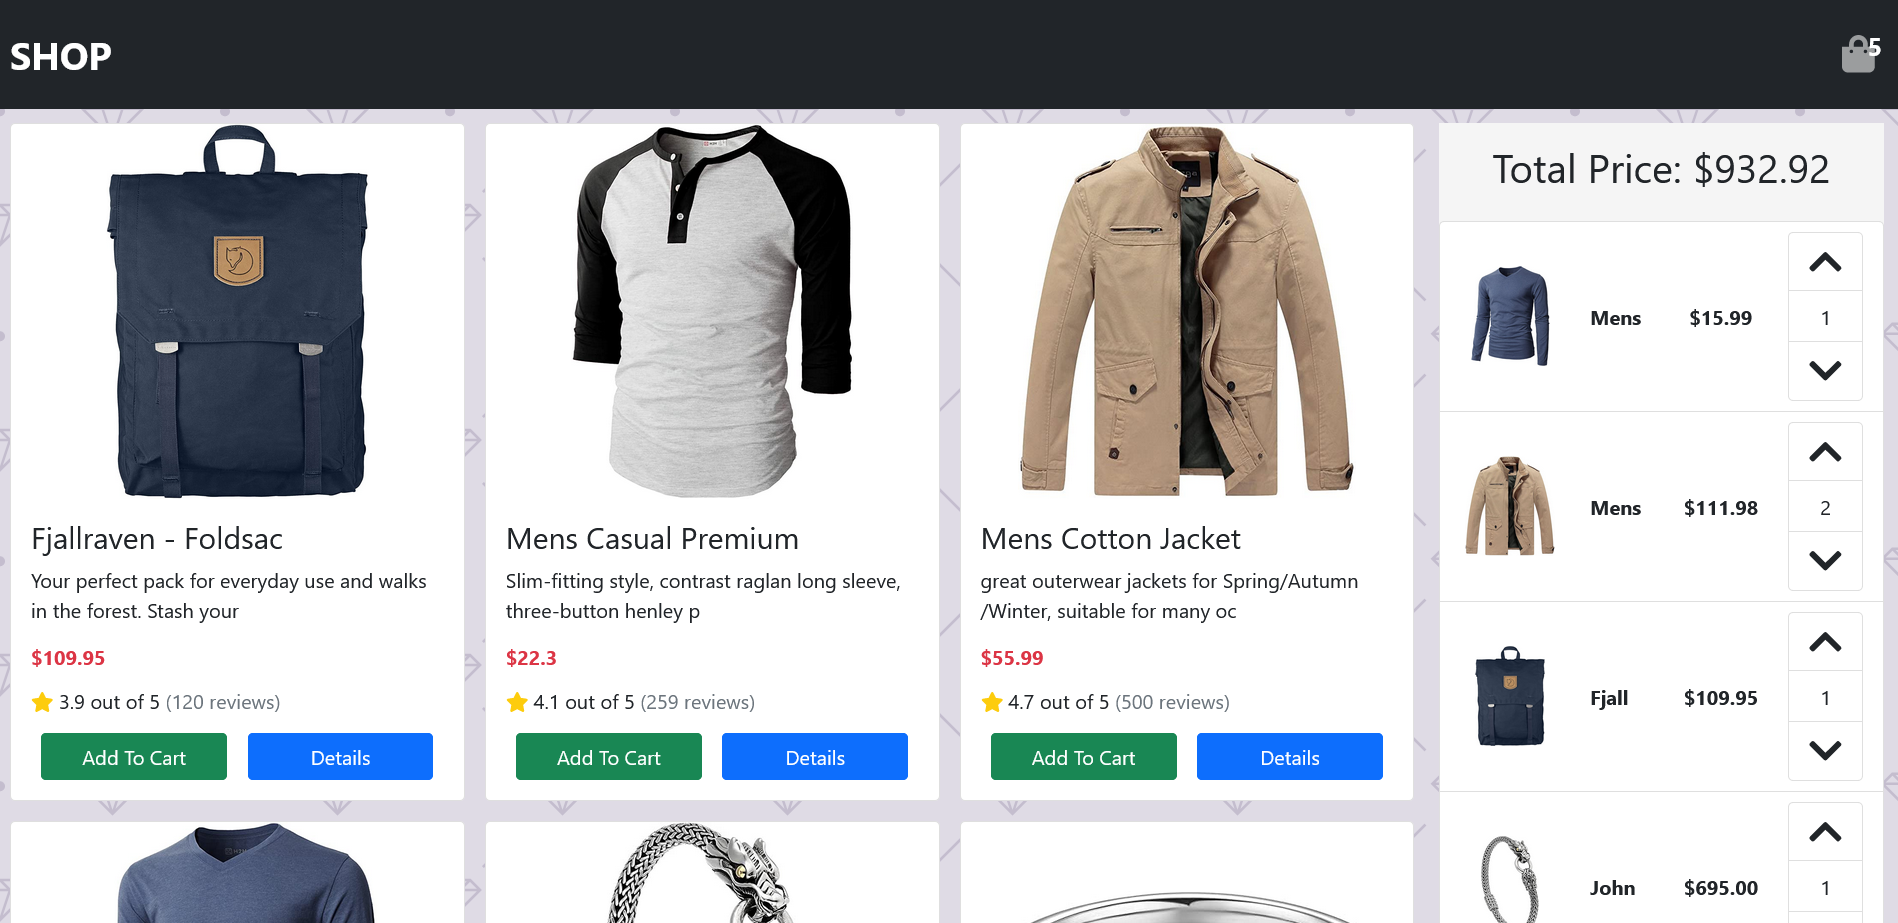 SHOP
5
Fjallraven - Foldsac
Your perfect pack for everyday use and walks
in the forest. Stash your
$109.95
3.9 out of 5 (120 reviews)
Add To Cart
Details
Mens Casual Premium
Slim-fitting style, contrast raglan long sleeve,
three-button henley p
$22.3
4.1 out of 5 (259 reviews)
Add To Cart
Details
Mens Cotton Jacket
great outerwear jackets for Spring/Autumn
/Winter, suitable for many oc
$55.99
4.7 out of 5 (500 reviews)
Add To Cart
Details
Total Price: $932.92
Mens
$15.99
1
Mens
$111.98
2
Fjall
$109.95
1
John
$695.00
1